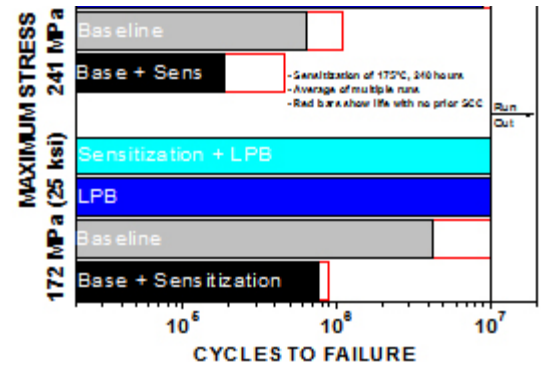 MAXIMUM STRESS
241 MPa
172 MPa (25 ksi)
Baseline
Base + Sens
- Sensitization of 175°C, 240 hours
- Average of multiple runs
- Red bars show life with no prior SCC
Run
Out
Sensitization + LPB
LPB
Baseline
Base + Sensitization
10⁵
10⁶
10⁷
CYCLES TO FAILURE